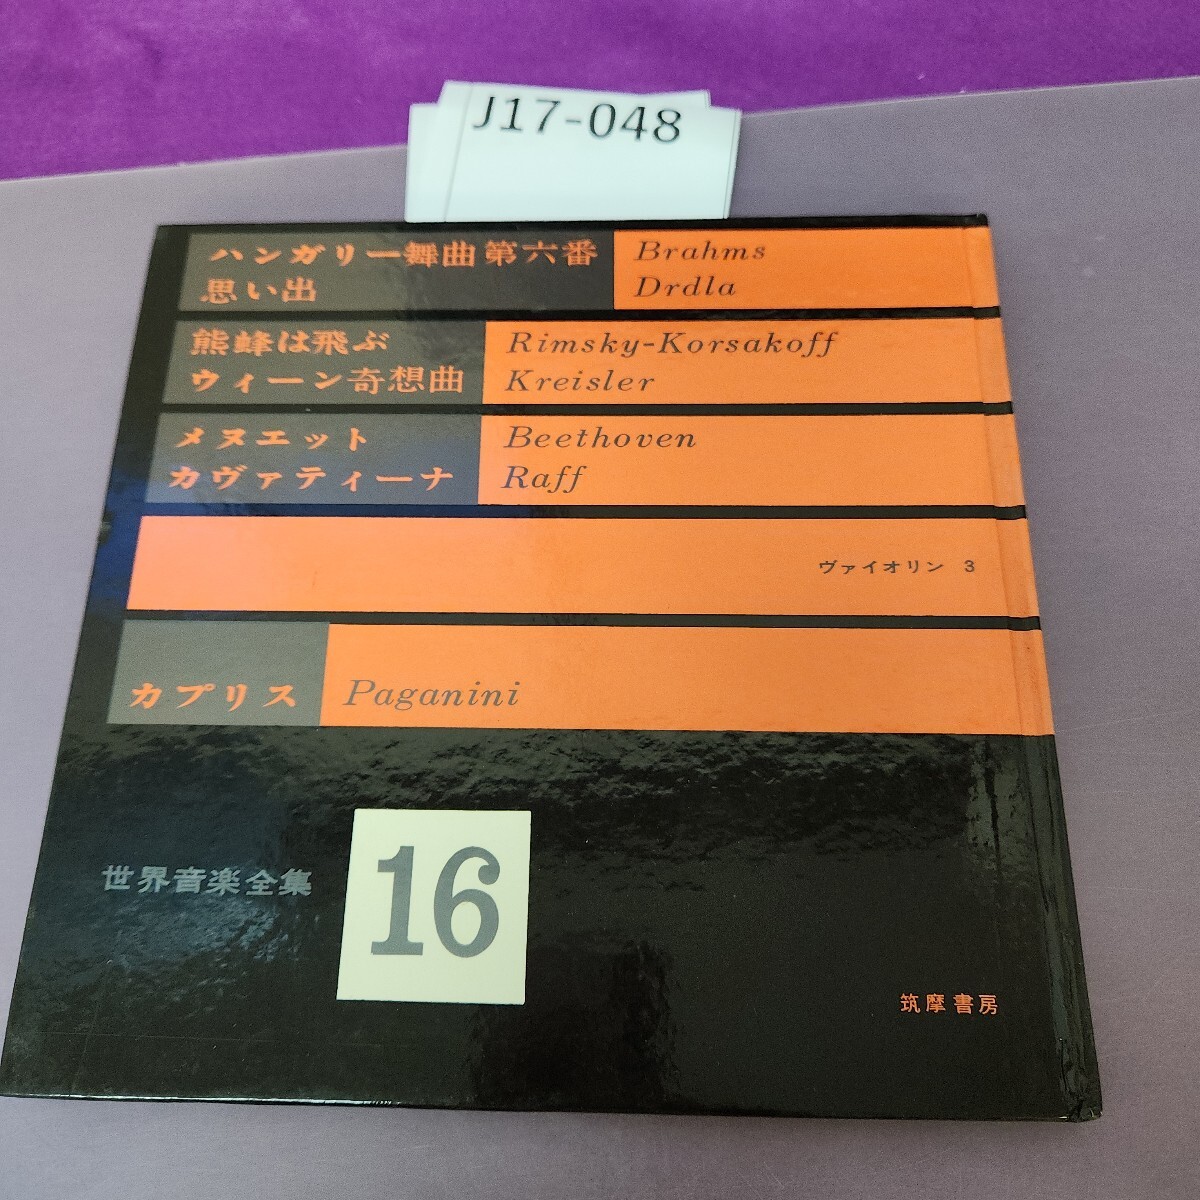 J17-048
ハンガリー舞曲第六番 Brahms
思い出 Drdla
熊蜂は飛ぶ Rimsky-Korsakoff
ウィーン奇想曲 Kreisler
メヌエット Beethoven
カヴァティーナ Raff
ヴァイオリン 3
カプリス Paganini
世界音楽全集 16
筑摩書房